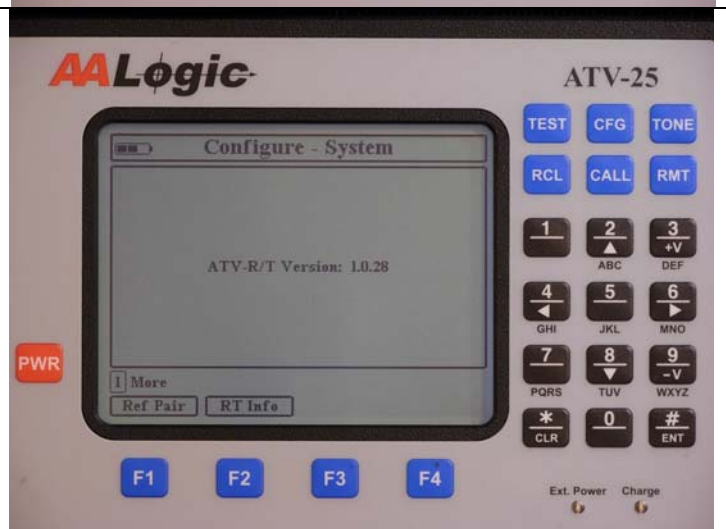 AALogic
ATV-25
Configure - System
ATV-R/T Version: 1.0.28
1 More
Ref Pair RT Info
TEST CFG TONE
RCL CALL RMT
1 2 3
+V
ABC DEF
4 5 6
GHI JKL MNO
7 8 9
-V
PQRS TUV WXYZ
* 0 #
CLR ENT
PWR
F1 F2 F3 F4
Ext. Power Charge